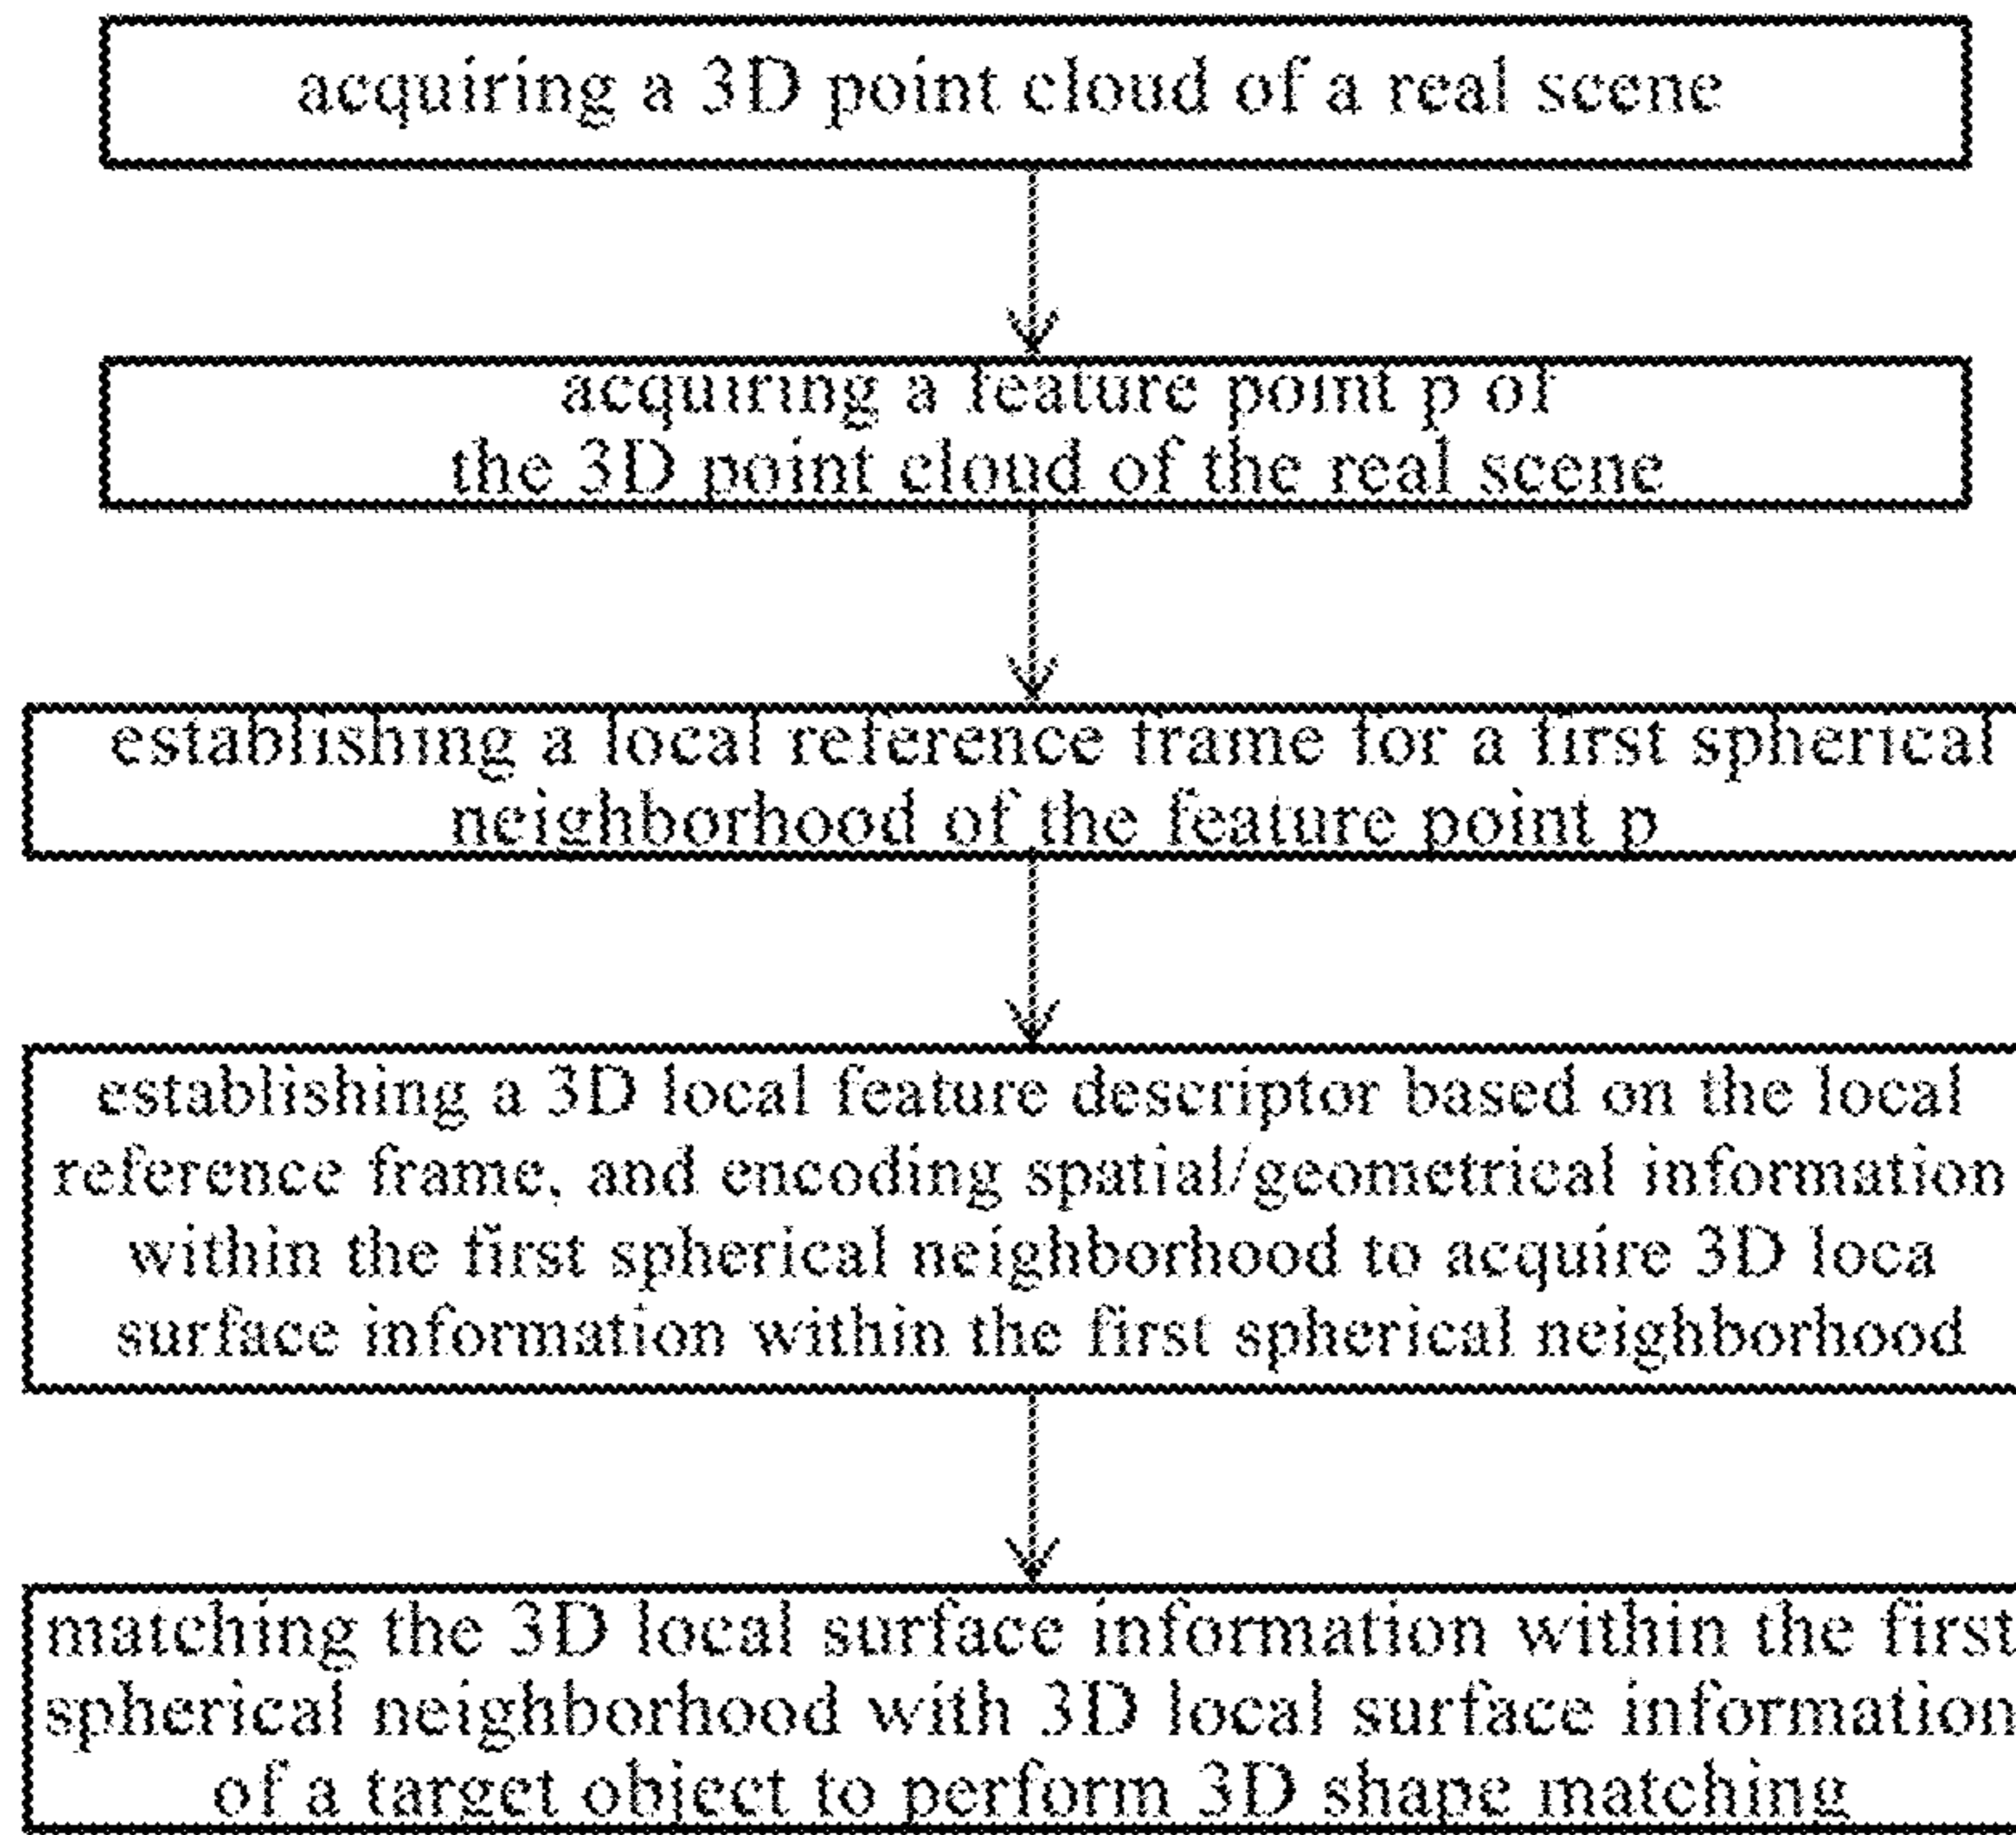 acquiring a 3D point cloud of a real scene
acquiring a feature point p of
the 3D point cloud of the real scene
establishing a local reference frame for a first spherical
neighborhood of the feature point p
establishing a 3D local feature descriptor based on the local
reference frame, and encoding spatial/geometrical information
within the first spherical neighborhood to acquire 3D loca
surface information within the first spherical neighborhood
matching the 3D local surface information within the first
spherical neighborhood with 3D local surface information
of a target object to perform 3D shape matching